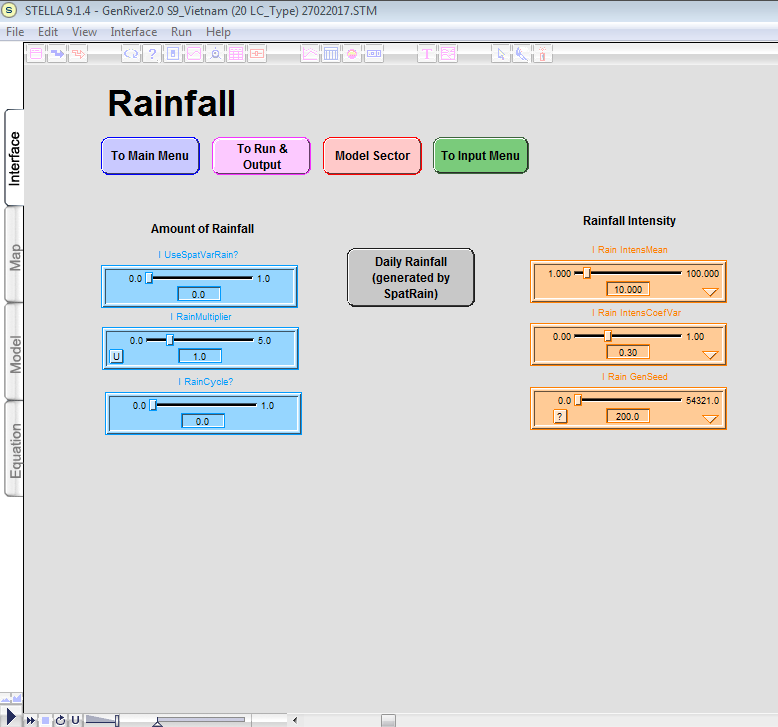 STELLA 9.1.4 - GenRiver2.0 S9_Vietnam (20 LC_Type) 27022017.STM
File Edit View Interface Run Help
Rainfall
To Main Menu
To Run &
Output
Model Sector
To Input Menu
Interface
Map
Model
Equation
Amount of Rainfall
I UseSpatVarRain?
0.0 1.0
0.0
I RainMultiplier
0.0 5.0
U 1.0
I RainCycle?
0.0 1.0
0.0
Daily Rainfall
(generated by
SpatRain)
Rainfall Intensity
I Rain IntensMean
1.000 100.000
10.000
I Rain IntensCoefVar
0.00 1.00
0.30
I Rain GenSeed
0.0 54321.0
? 200.0
U